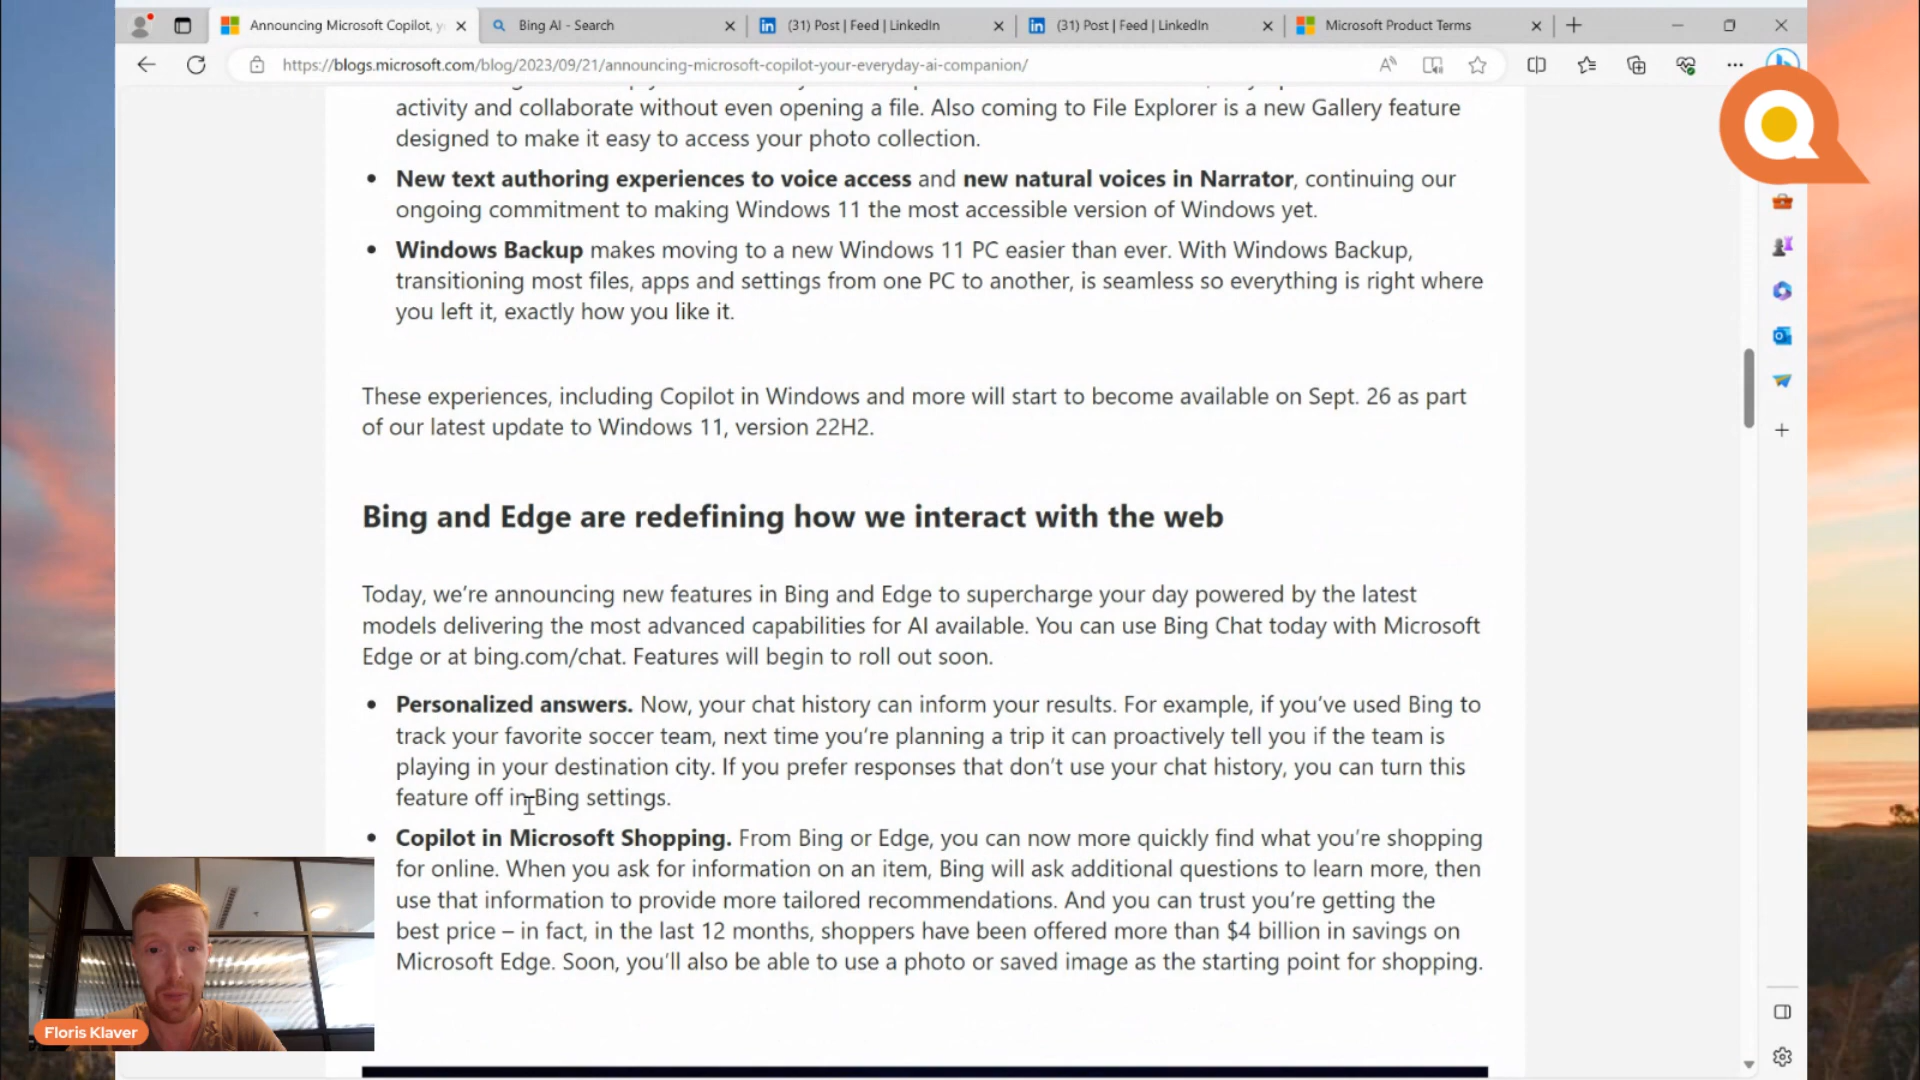 Announcing Microsoft Copilot, y
Bing AI - Search
(31) Post | Feed | LinkedIn
(31) Post | Feed | LinkedIn
Microsoft Product Terms
https://blogs.microsoft.com/blog/2023/09/21/announcing-microsoft-copilot-your-everyday-ai-companion/
activity and collaborate without even opening a file. Also coming to File Explorer is a new Gallery feature
designed to make it easy to access your photo collection.
• New text authoring experiences to voice access and new natural voices in Narrator, continuing our
ongoing commitment to making Windows 11 the most accessible version of Windows yet.
• Windows Backup makes moving to a new Windows 11 PC easier than ever. With Windows Backup,
transitioning most files, apps and settings from one PC to another, is seamless so everything is right where
you left it, exactly how you like it.
These experiences, including Copilot in Windows and more will start to become available on Sept. 26 as part
of our latest update to Windows 11, version 22H2.
Bing and Edge are redefining how we interact with the web
Today, we’re announcing new features in Bing and Edge to supercharge your day powered by the latest
models delivering the most advanced capabilities for AI available. You can use Bing Chat today with Microsoft
Edge or at bing.com/chat. Features will begin to roll out soon.
• Personalized answers. Now, your chat history can inform your results. For example, if you’ve used Bing to
track your favorite soccer team, next time you’re planning a trip it can proactively tell you if the team is
playing in your destination city. If you prefer responses that don’t use your chat history, you can turn this
feature off in Bing settings.
• Copilot in Microsoft Shopping. From Bing or Edge, you can now more quickly find what you’re shopping
for online. When you ask for information on an item, Bing will ask additional questions to learn more, then
use that information to provide more tailored recommendations. And you can trust you’re getting the
best price – in fact, in the last 12 months, shoppers have been offered more than $4 billion in savings on
Microsoft Edge. Soon, you’ll also be able to use a photo or saved image as the starting point for shopping.
Floris Klaver